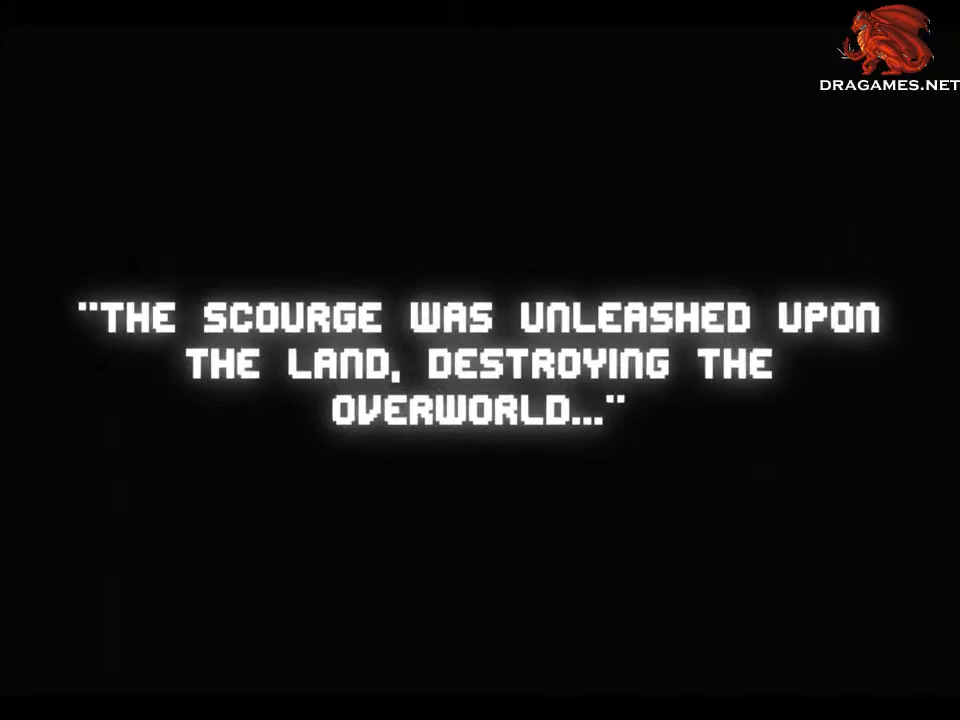 DRAGAMES.NET
"THE SCOURGE WAS UNLEASHED UPON
THE LAND, DESTROYING THE
OVERWORLD..."